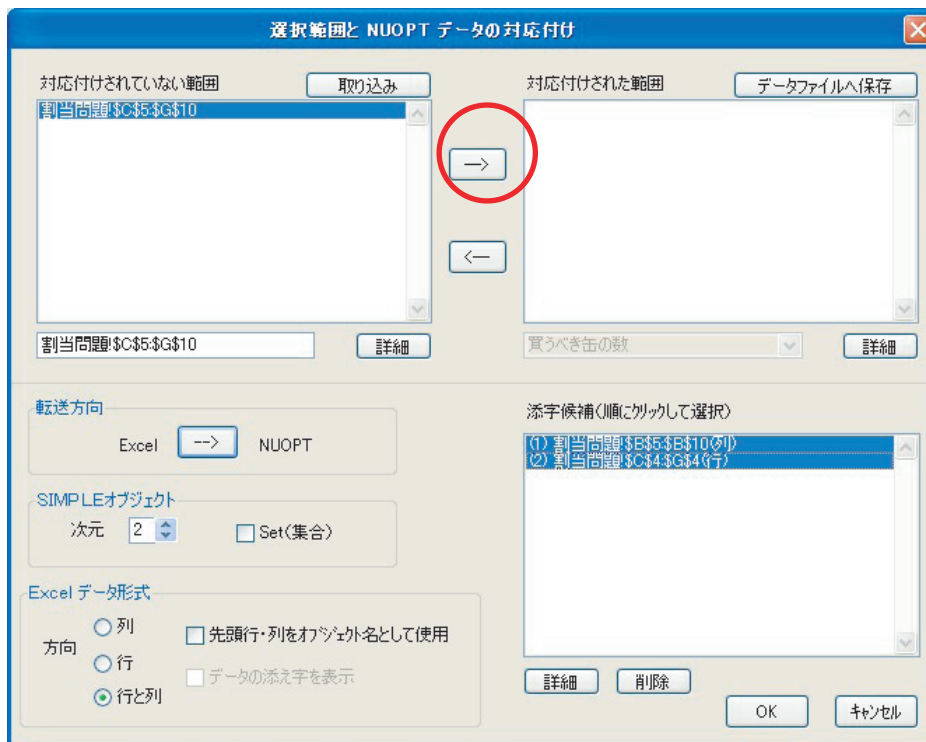 選択範囲と NUOPT データの対応付け
対応付けされていない範囲
取り込み
割当問題!$C$5:$G$10
-->
<--
割当問題!$C$5:$G$10
詳細
対応付けされた範囲
データファイルへ保存
買うべき缶の数
詳細
転送方向
Excel --> NUOPT
SIMPLEオブジェクト
次元 2 Set(集合)
Excel データ形式
方向
列
行
行と列
先頭行・列をオブジェクト名として使用
データの添え字を表示
添字候補(順にクリックして選択)
(1) 割当問題!$B$5:$B$10(列)
(2) 割当問題!$C$4:$G$4(行)
詳細
削除
OK
キャンセル